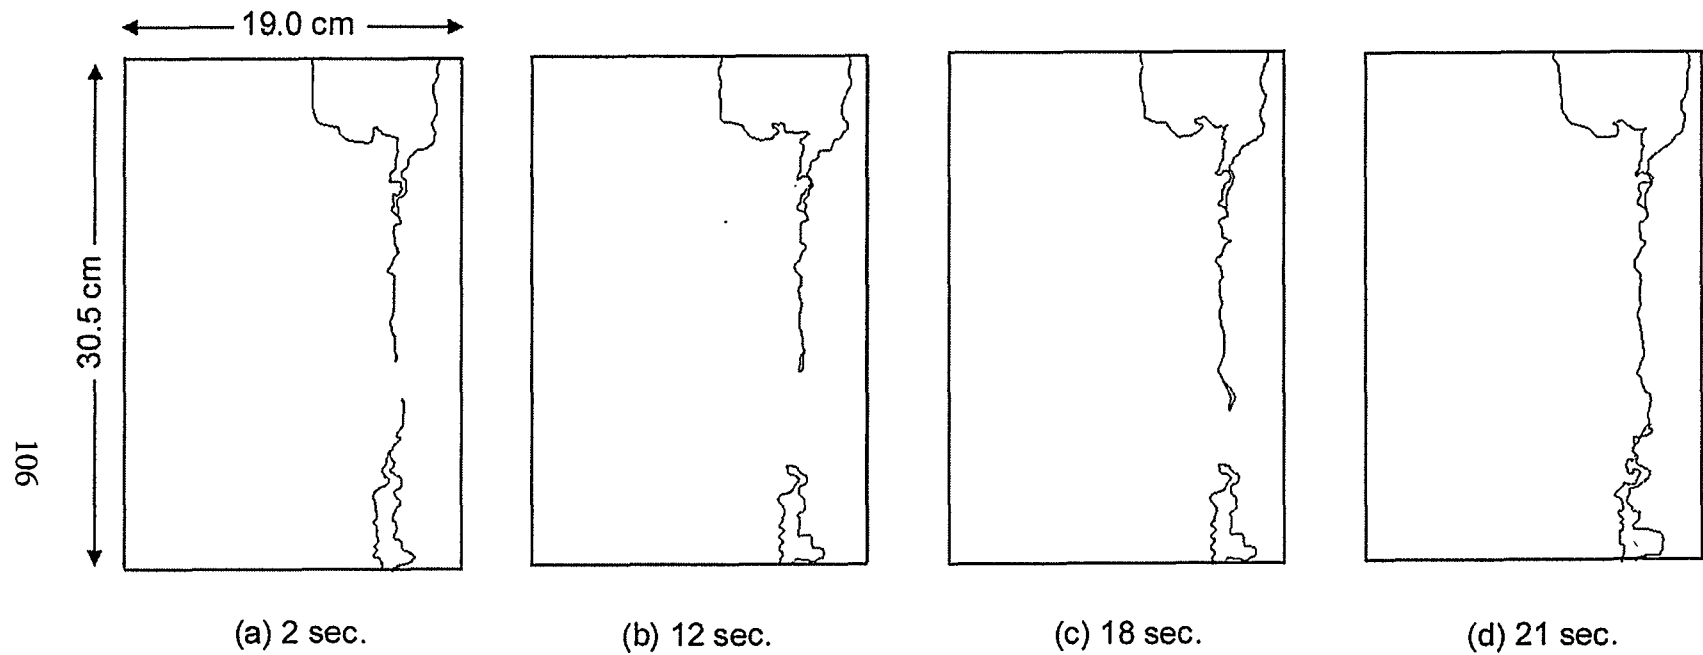 19.0 cm
30.5 cm
106
(a) 2 sec.
(b) 12 sec.
(c) 18 sec.
(d) 21 sec.